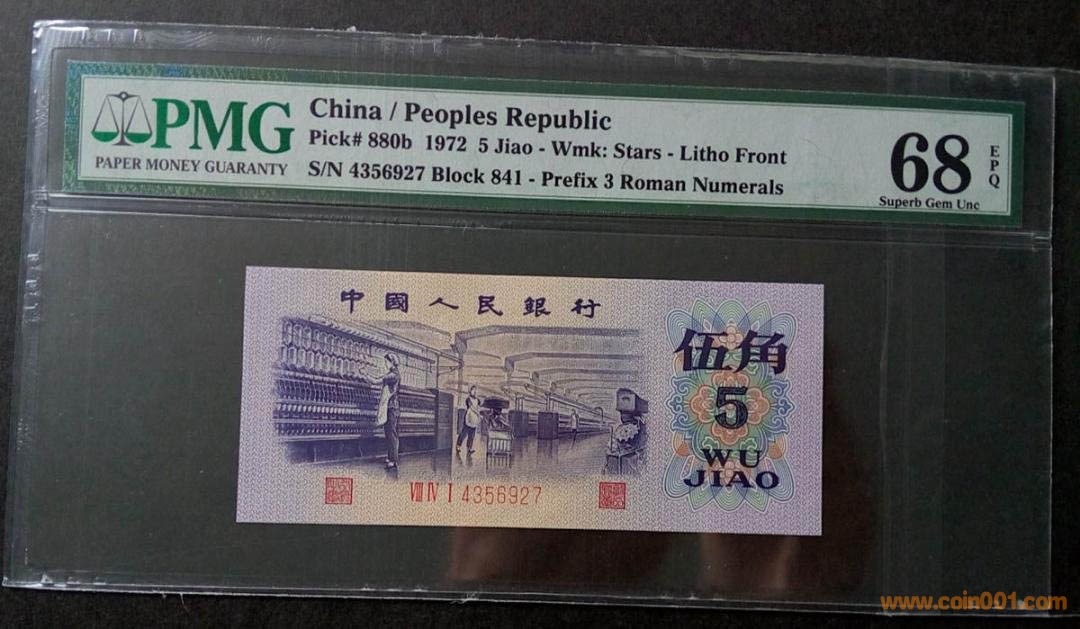 PMG
PAPER MONEY GUARANTY
China / Peoples Republic
Pick# 880b 1972 5 Jiao - Wmk: Stars - Litho Front
S/N 4356927 Block 841 - Prefix 3 Roman Numerals
68
EPQ
Superb Gem Unc
中國人民銀行
伍角
5
WU
JIAO
VIII IV I 4356927
www.coin001.com